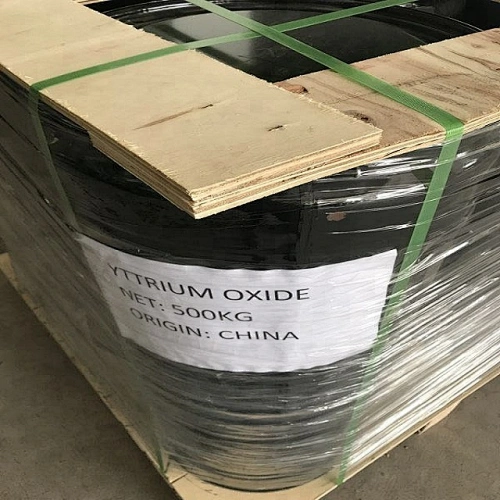 YTTRIUM OXIDE
NET: 500KG
ORIGIN: CHINA